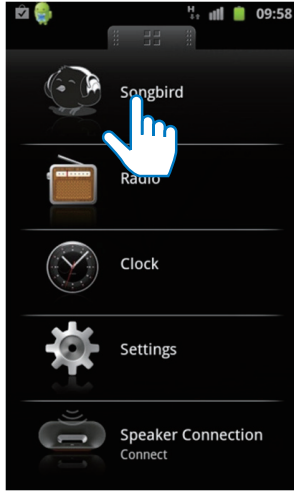 H
09:58
Songbird
Radio
Clock
Settings
Speaker Connection
Connect